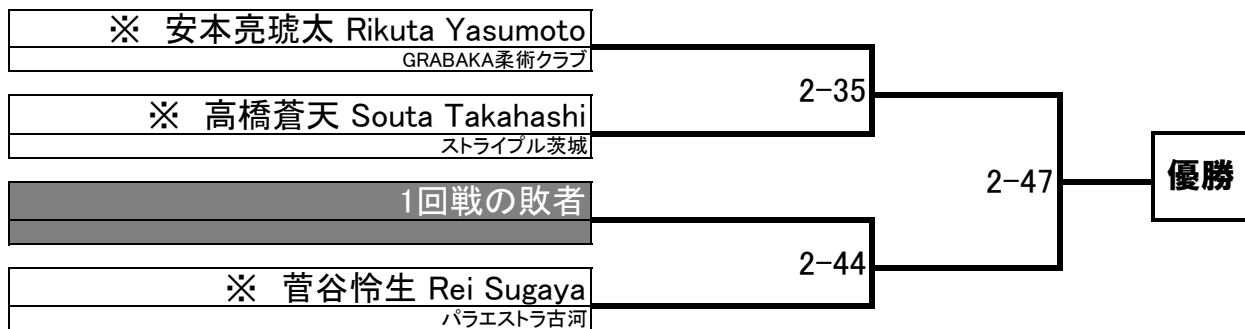 ※ 安本亮琥太 Rikuta Yasumoto
GRABAKA柔術クラブ
2-35
※ 高橋蒼天 Souta Takahashi
ストライプル茨城
2-47
優勝
1回戦の敗者
2-44
※ 菅谷怜生 Rei Sugaya
パラエストラ古河